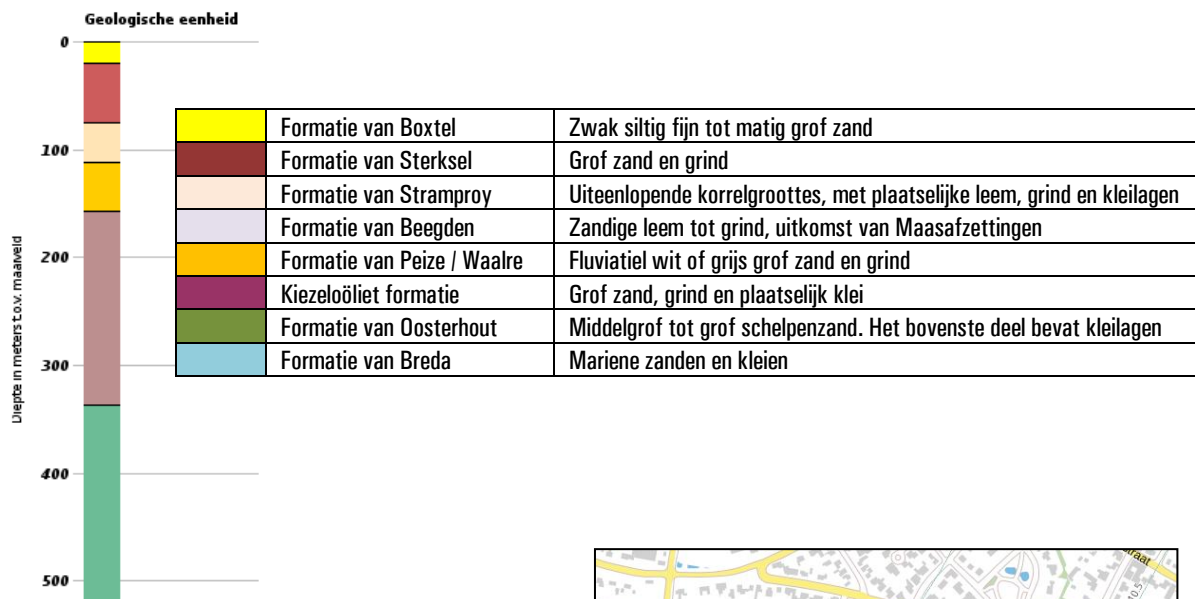 Geologische eenheid
0
100
200
300
400
500
Diepte in meters t.o.v. maaiveld
Formatie van Boxtel Zwak siltig fijn tot matig grof zand
Formatie van Sterksel Grof zand en grind
Formatie van Stramproy Uiteenlopende korrelgroottes, met plaatselijke leem, grind en kleilagen
Formatie van Beegden Zandige leem tot grind, uitkomst van Maasafzettingen
Formatie van Peize / Waalre Fluviatiel wit of grijs grof zand en grind
Kiezeloöliet formatie Grof zand, grind en plaatselijk klei
Formatie van Oosterhout Middelgrof tot grof schelpenzand. Het bovenste deel bevat kleilagen
Formatie van Breda Mariene zanden en kleien
straat
10.5